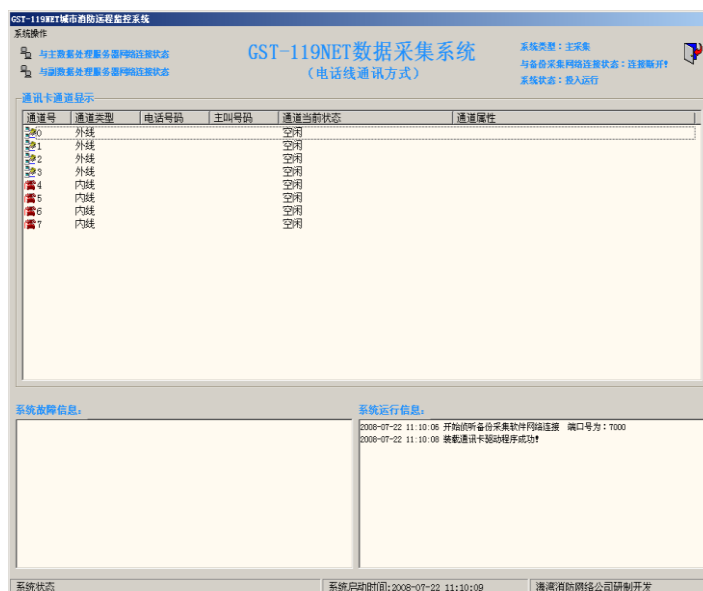 GST-119NET城市消防远程监控系统
系统操作
与主数据处理服务器网络连接状态
与副数据处理服务器网络连接状态
GST-119NET数据采集系统
（电话线通讯方式）
系统类型：主采集
与备份采集网络连接状态：连接断开!
系统状态：投入运行
通讯卡通道显示
通道号 通道类型 电话号码 主叫号码 通道当前状态 通道属性
0 外线 空闲
1 外线 空闲
2 外线 空闲
3 外线 空闲
4 内线 空闲
5 内线 空闲
6 内线 空闲
7 内线 空闲
系统故障信息:
系统运行信息:
2008-07-22 11:10:06 开始侦听备份采集软件网络连接 端口号为：7000
2008-07-22 11:10:08 装载通讯卡驱动程序成功!
系统状态
系统启动时间:2008-07-22 11:10:09
海湾消防网络公司研制开发